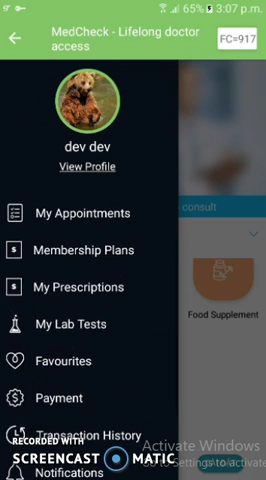 65% 3:07 p.m.
MedCheck - Lifelong doctor
access
FC=917
dev dev
View Profile
consult
My Appointments
Membership Plans
My Prescriptions
Food Supplement
My Lab Tests
Favourites
Payment
Transaction History
RECORDED WITH
SCREENCAST MATIC
Activate Windows
Go to Settings to activate
Notifications